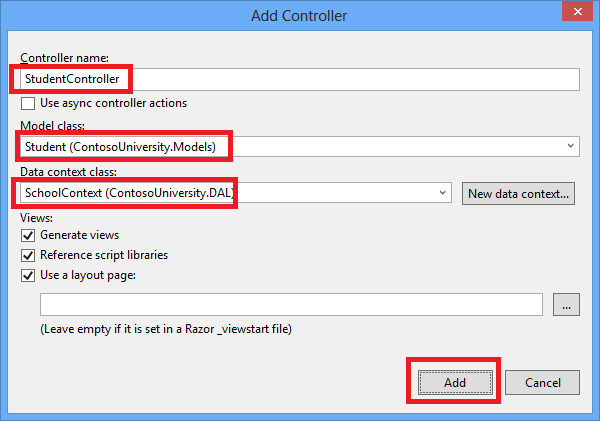 Add Controller
Controller name:
StudentController
Use async controller actions
Model class:
Student (ContosoUniversity.Models)
Data context class:
SchoolContext (ContosoUniversity.DAL)
New data context...
Views:
Generate views
Reference script libraries
Use a layout page:
...
(Leave empty if it is set in a Razor _viewstart file)
Add
Cancel